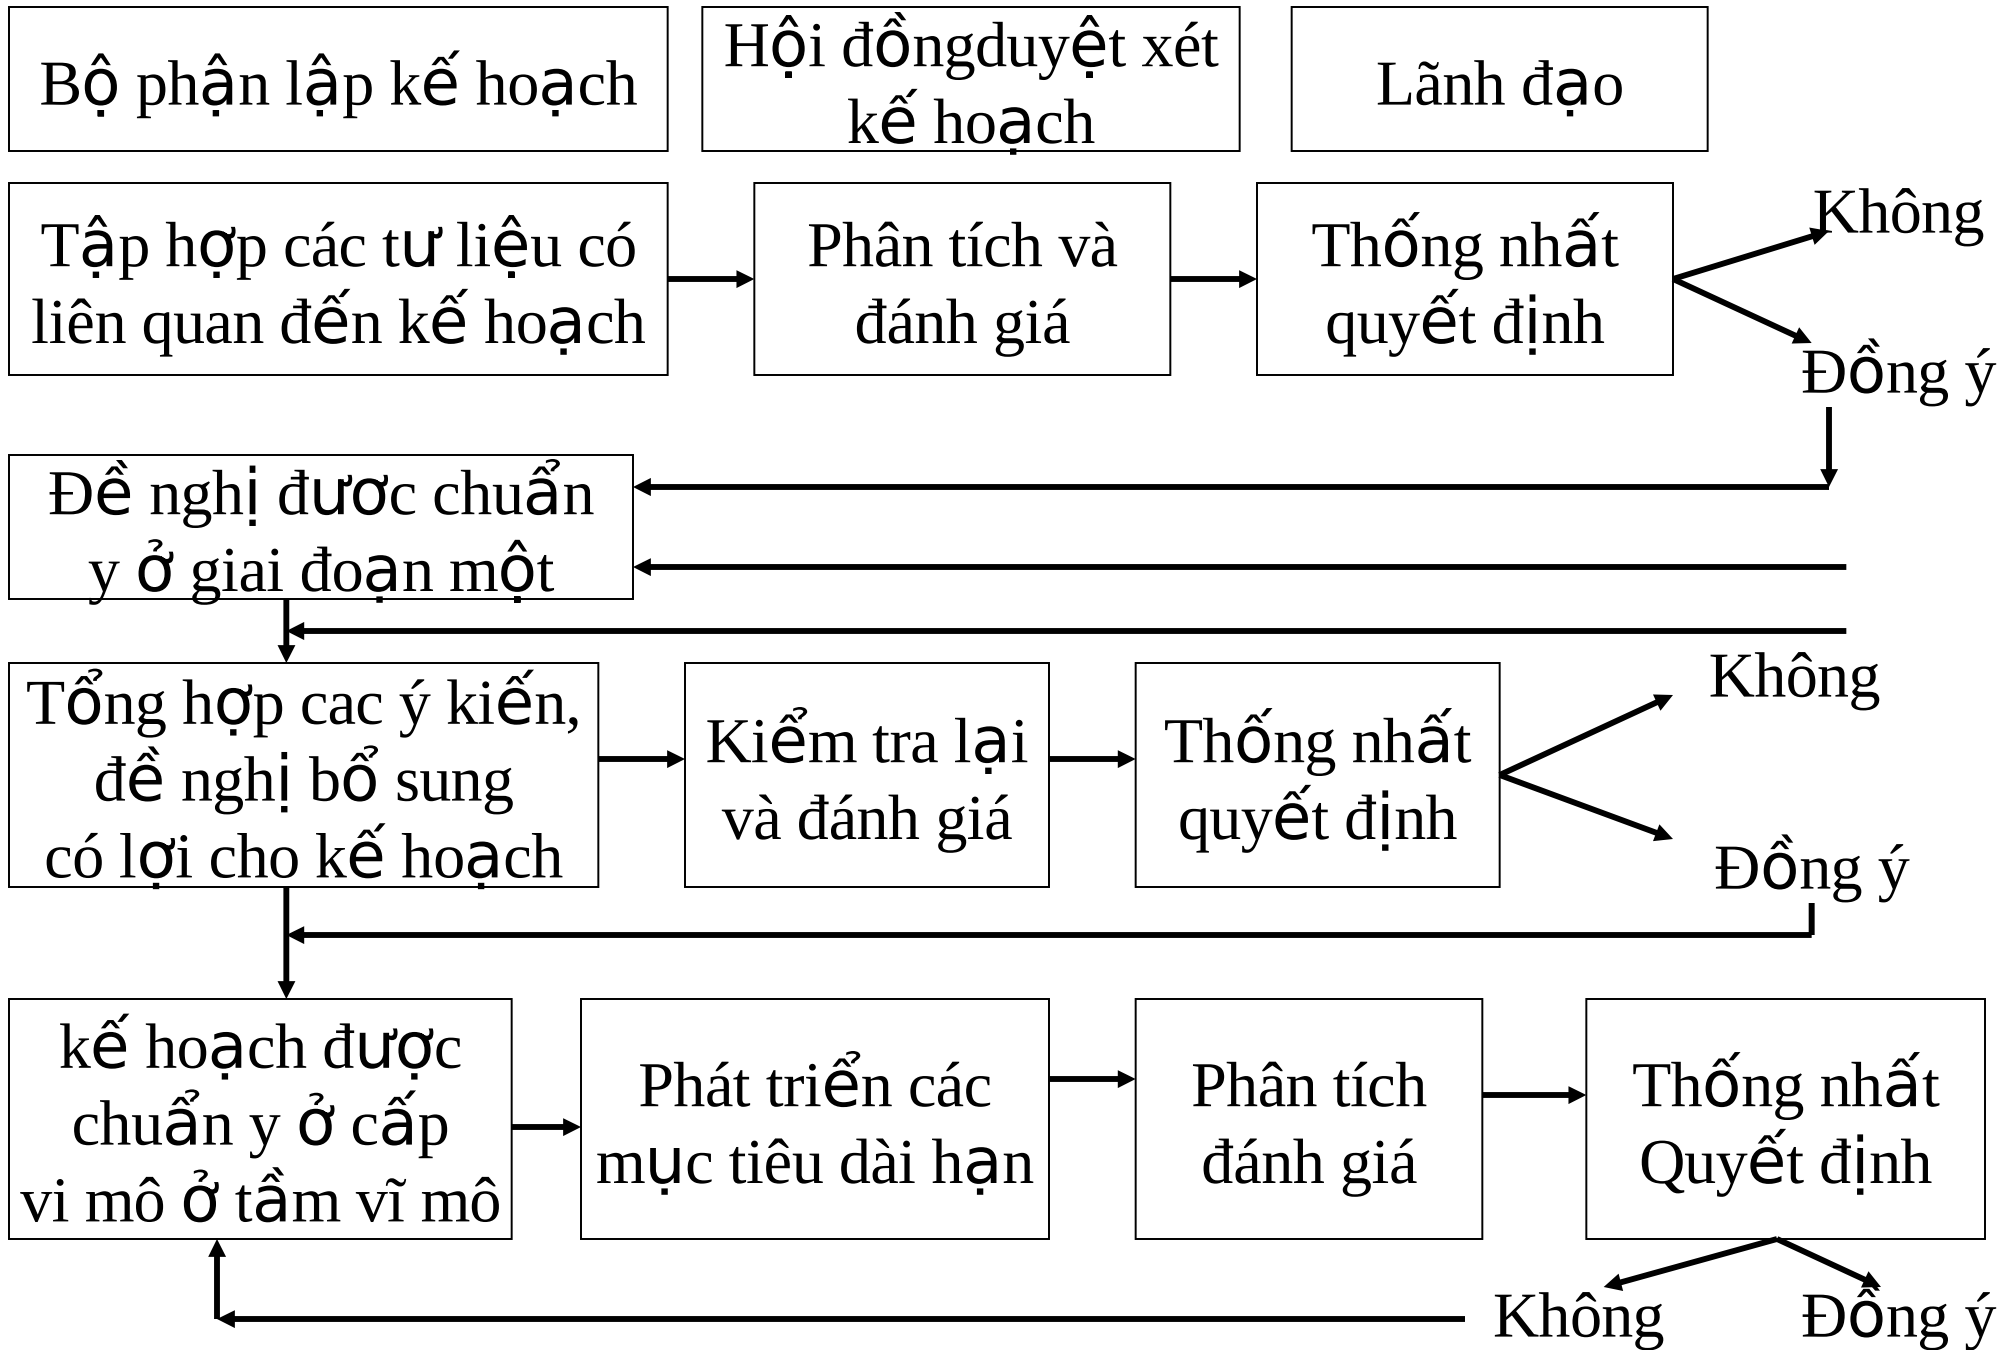 Bộ phận lập kế hoạch
Hội đồngduyệt xét
kế hoạch
Lãnh đạo
Tập hợp các tư liệu có
liên quan đến kế hoạch
Phân tích và
đánh giá
Thống nhất
quyết định
Không
Đồng ý
Đề nghị đươc chuẩn
y ở giai đoạn một
Tổng hợp cac ý kiến,
đề nghị bổ sung
có lợi cho kế hoạch
Kiểm tra lại
và đánh giá
Thống nhất
quyết định
Không
Đồng ý
kế hoạch được
chuẩn y ở cấp
vi mô ở tầm vĩ mô
Phát triển các
mục tiêu dài hạn
Phân tích
đánh giá
Thống nhất
Quyết định
Không
Đồng ý